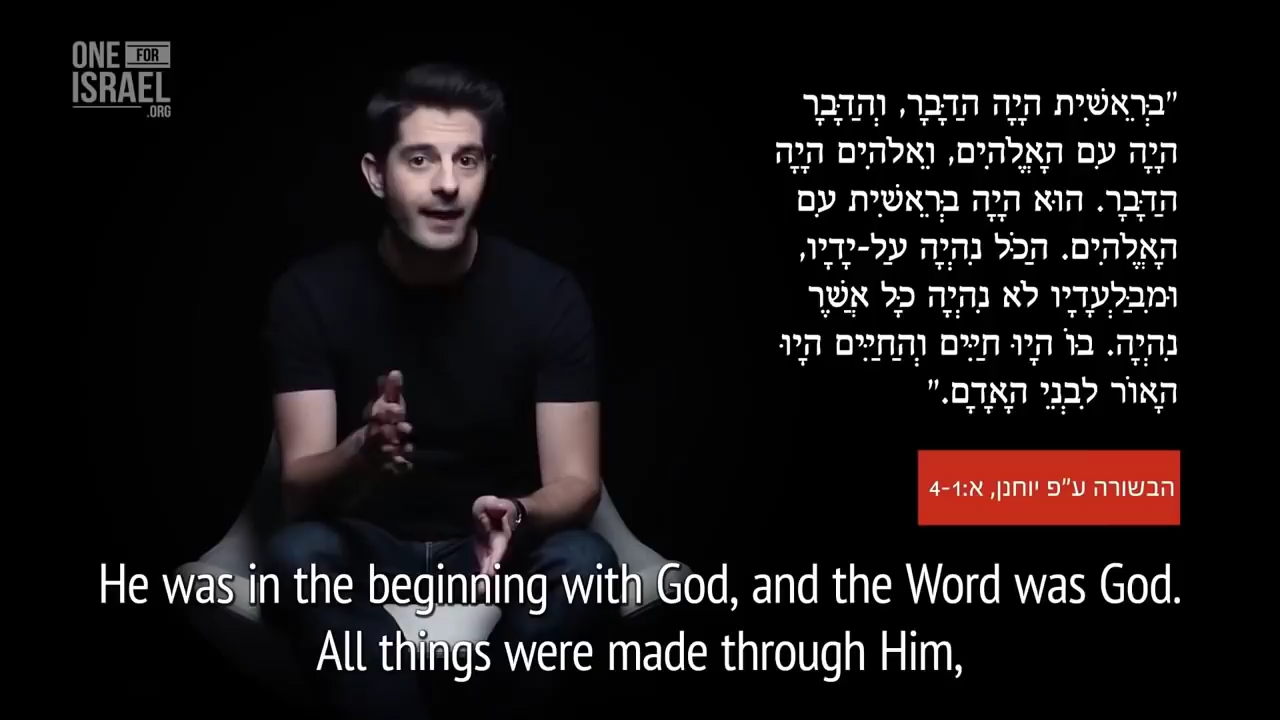 ONE FOR
ISRAEL
.ORG
"בְּרֵאשִׁית הָיָה הַדָּבָר, וְהַדָּבָר
הָיָה עִם הָאֱלֹהִים, וֵאלֹהִים הָיָה
הַדָּבָר. הוּא הָיָה בְּרֵאשִׁית עִם
הָאֱלֹהִים. הַכֹּל נִהְיָה עַל-יָדָיו,
וּמִבַּלְעָדָיו לֹא נִהְיָה כָּל אֲשֶׁר
נִהְיָה. בּוֹ הָיוּ חַיִּים וְהַחַיִּים הָיוּ
הָאוֹר לִבְנֵי הָאָדָם."
הבשורה ע"פ יוחנן, א:1-4
He was in the beginning with God, and the Word was God.
All things were made through Him,